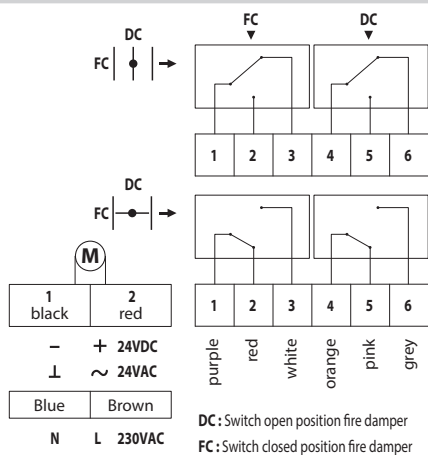 FC DC
DC
FC
1 2 3 4 5 6
DC
FC
M
1 2
black red
1 2 3 4 5 6
purple red white orange pink grey
– + 24VDC
⊥ ~ 24VAC
Blue Brown
N L 230VAC
DC : Switch open position fire damper
FC : Switch closed position fire damper